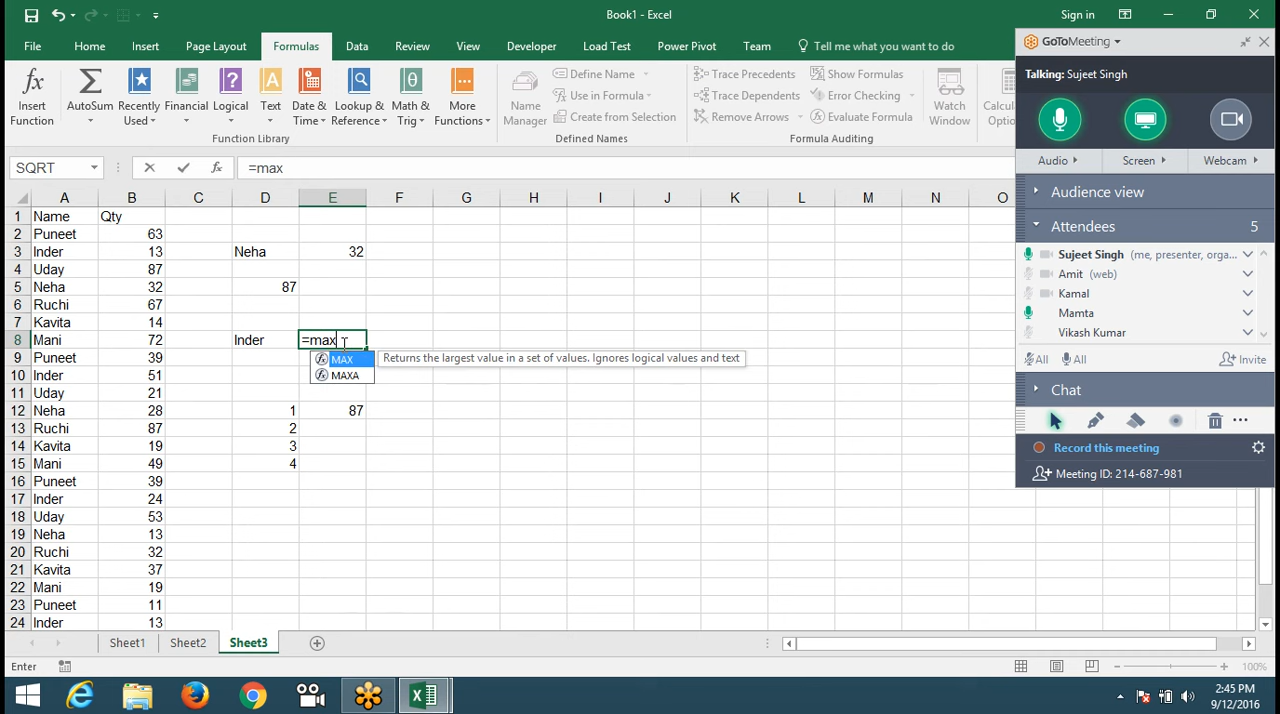 Book1 - Excel
Sign in
File Home Insert Page Layout Formulas Data Review View Developer Load Test Power Pivot Team Tell me what you want to do
GoToMeeting
Talking: Sujeet Singh
Insert Function
AutoSum
Recently Used
Financial
Logical
Text
Date & Time
Lookup & Reference
Math & Trig
More Functions
Function Library
Name Manager
Define Name
Use in Formula
Create from Selection
Defined Names
Trace Precedents
Trace Dependents
Remove Arrows
Show Formulas
Error Checking
Evaluate Formula
Formula Auditing
Watch Window
Audio Screen Webcam
SQRT =max
A B C D E F G H I J K L M N O
1 Name Qty
2 Puneet 63
3 Inder 13 Neha 32
4 Uday 87
5 Neha 32 87
6 Ruchi 67
7 Kavita 14
8 Mani 72 Inder =max
9 Puneet 39
MAX Returns the largest value in a set of values. Ignores logical values and text
MAXA
10 Inder 51
11 Uday 21
12 Neha 28 1 87
13 Ruchi 87 2
14 Kavita 19 3
15 Mani 49 4
16 Puneet 39
17 Inder 24
18 Uday 53
19 Neha 13
20 Ruchi 32
21 Kavita 37
22 Mani 19
23 Puneet 11
24 Inder 13
Audience view
Attendees 5
Sujeet Singh (me, presenter, orga...
Amit (web)
Kamal
Mamta
Vikash Kumar
All All Invite
Chat
Record this meeting
Meeting ID: 214-687-981
Sheet1 Sheet2 Sheet3
Enter
100%
2:45 PM
9/12/2016